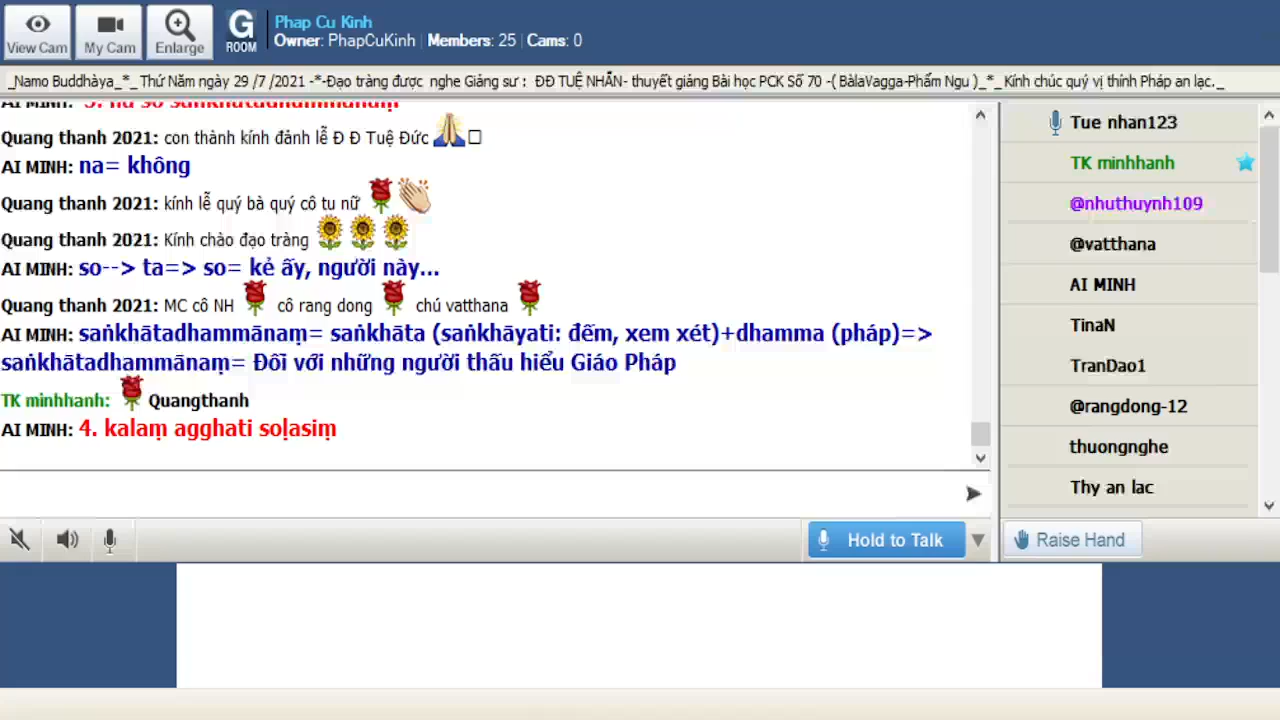 Phap Cu Kinh
Owner: PhapCuKinh Members: 25 Cams: 0
View Cam My Cam Enlarge G ROOM
_Namo Buddhàya_*_ Thứ Năm ngày 29 /7 /2021 -*-Đạo tràng được nghe Giảng sư : ĐĐ TUỆ NHẪN- thuyết giảng Bài học PCK Số 70 -( BàlaVagga-Phẩm Ngu )_*_ Kính chúc quý vị thính Pháp an lạc._
AI MINH: 3. na so saṅkhātadhammānaṃ
Quang thanh 2021: con thành kính đảnh lễ Đ Đ Tuệ Đức
AI MINH: na= không
Quang thanh 2021: kính lễ quý bà quý cô tu nữ
Quang thanh 2021: Kính chào đạo tràng
AI MINH: so--> ta=> so= kẻ ấy, người này...
Quang thanh 2021: MC cô NH cô rang dong chú vatthana
AI MINH: saṅkhātadhammānaṃ= saṅkhāta (saṅkhāyati: đếm, xem xét)+dhamma (pháp)=>
saṅkhātadhammānaṃ= Đối với những người thấu hiểu Giáo Pháp
TK minhhanh: Quangthanh
AI MINH: 4. kalaṃ agghati soḷasiṃ
Tue nhan123
TK minhhanh
@nhuthuynh109
@vatthana
AI MINH
TinaN
TranDao1
@rangdong-12
thuongnghe
Thy an lac
Hold to Talk
Raise Hand